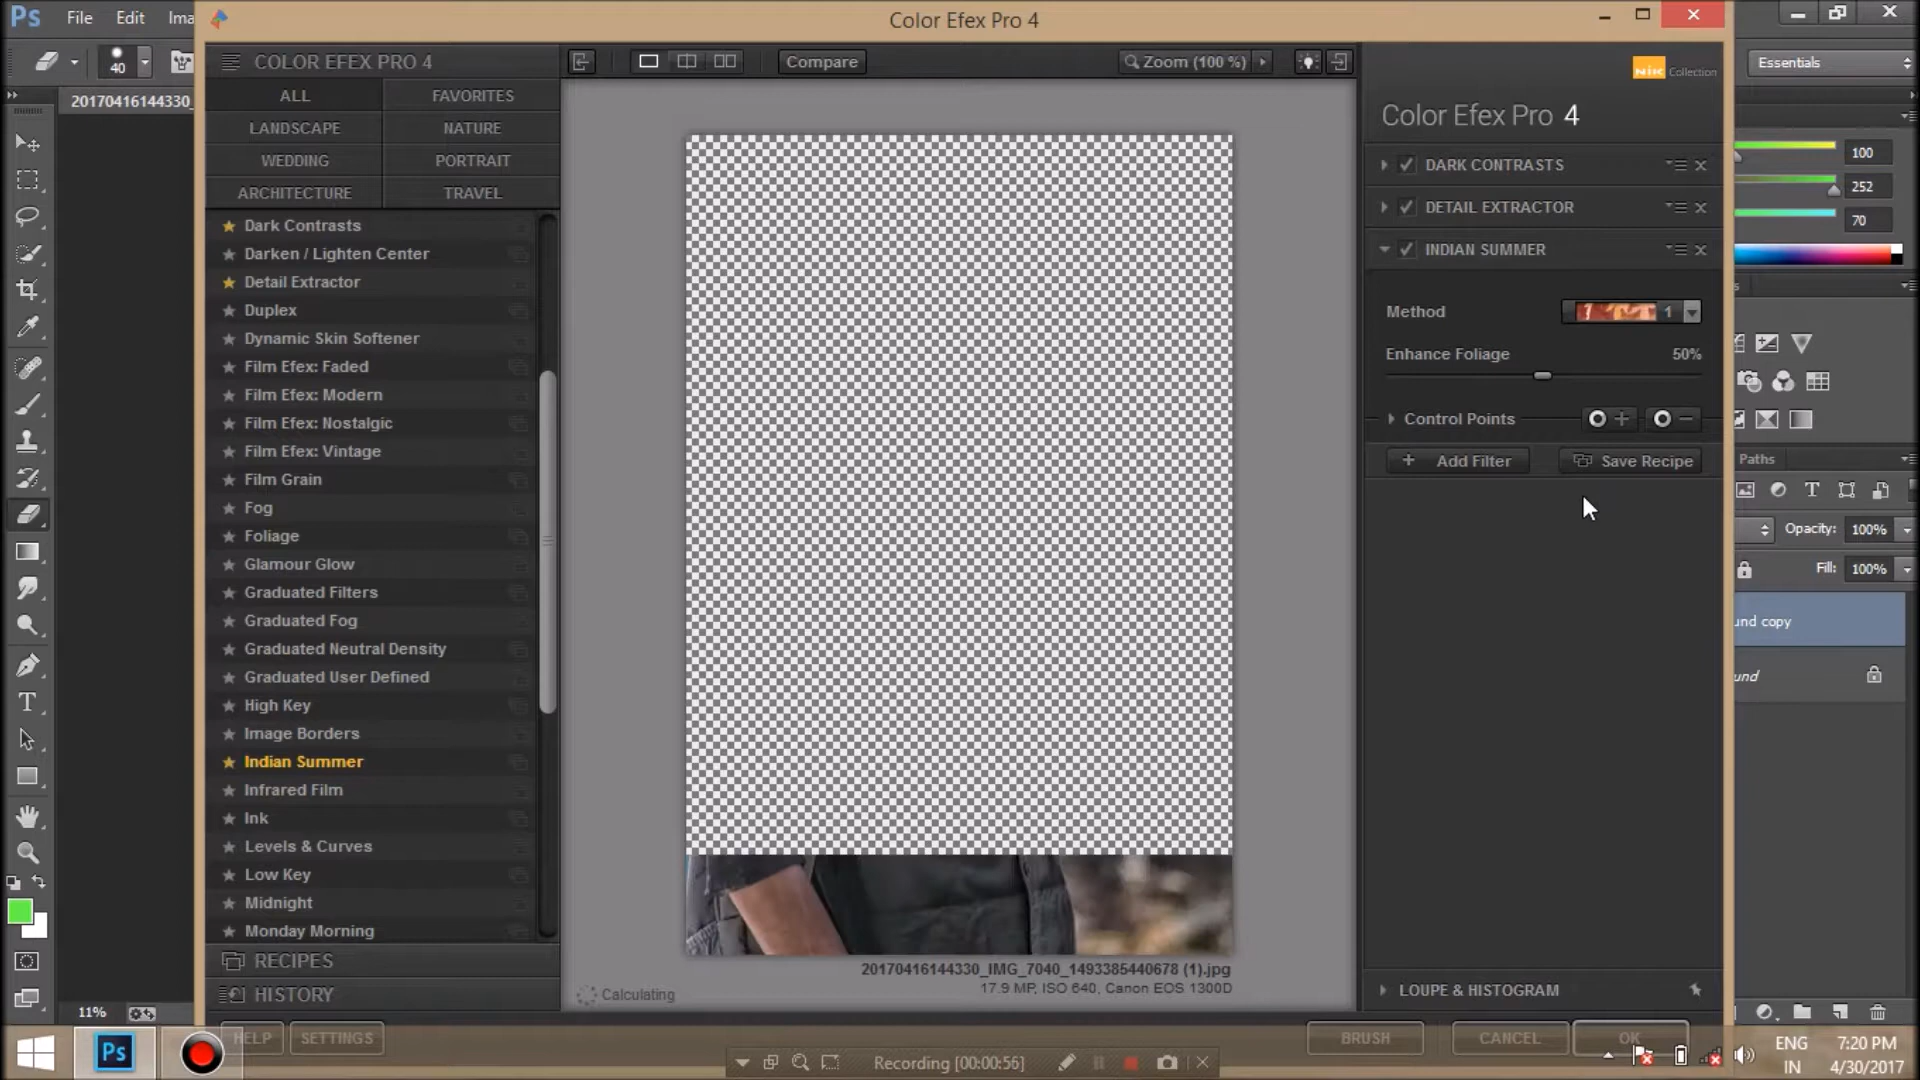 Ps File Edit Ima
Color Efex Pro 4
Essentials
40
COLOR EFEX PRO 4
Compare
Zoom (100 %)
Nik Collection
20170416144330_
ALL FAVORITES
LANDSCAPE NATURE
WEDDING PORTRAIT
ARCHITECTURE TRAVEL
Dark Contrasts
Darken / Lighten Center
Detail Extractor
Duplex
Dynamic Skin Softener
Film Efex: Faded
Film Efex: Modern
Film Efex: Nostalgic
Film Efex: Vintage
Film Grain
Fog
Foliage
Glamour Glow
Graduated Filters
Graduated Fog
Graduated Neutral Density
Graduated User Defined
High Key
Image Borders
Indian Summer
Infrared Film
Ink
Levels & Curves
Low Key
Midnight
Monday Morning
RECIPES
HISTORY
HELP SETTINGS
20170416144330_IMG_7040_1493385440678 (1).jpg
17.9 MP, ISO 640, Canon EOS 1300D
Calculating
Color Efex Pro 4
DARK CONTRASTS
DETAIL EXTRACTOR
INDIAN SUMMER
Method 1
Enhance Foliage 50%
Control Points
+ Add Filter Save Recipe
LOUPE & HISTOGRAM
BRUSH CANCEL OK
100
252
70
Paths
Opacity: 100%
Fill: 100%
und copy
und
11%
Ps
Recording [00:00:56]
ENG
IN
7:20 PM
4/30/2017